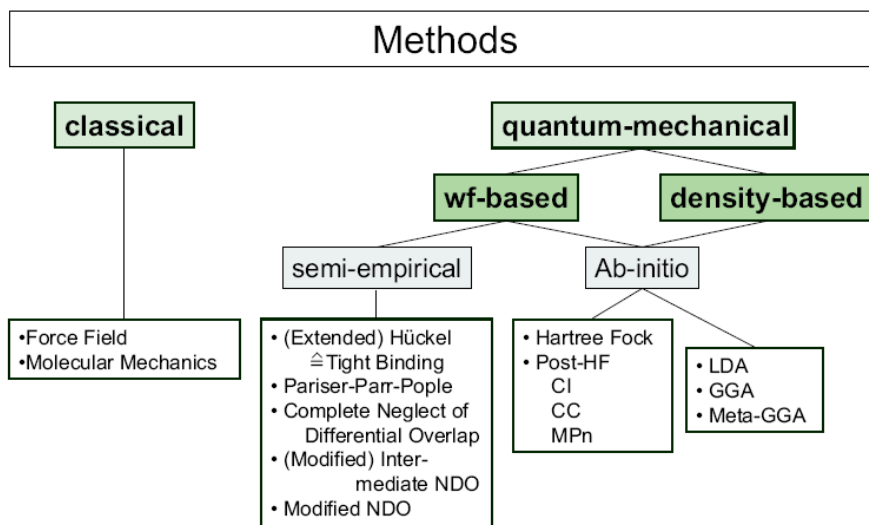 Methods
classical
quantum-mechanical
wf-based
density-based
semi-empirical
Ab-initio
•Force Field
•Molecular Mechanics
• (Extended) Hückel
≙Tight Binding
• Pariser-Parr-Pople
• Complete Neglect of
Differential Overlap
• (Modified) Inter-
mediate NDO
• Modified NDO
• Hartree Fock
• Post-HF
CI
CC
MPn
• LDA
• GGA
• Meta-GGA